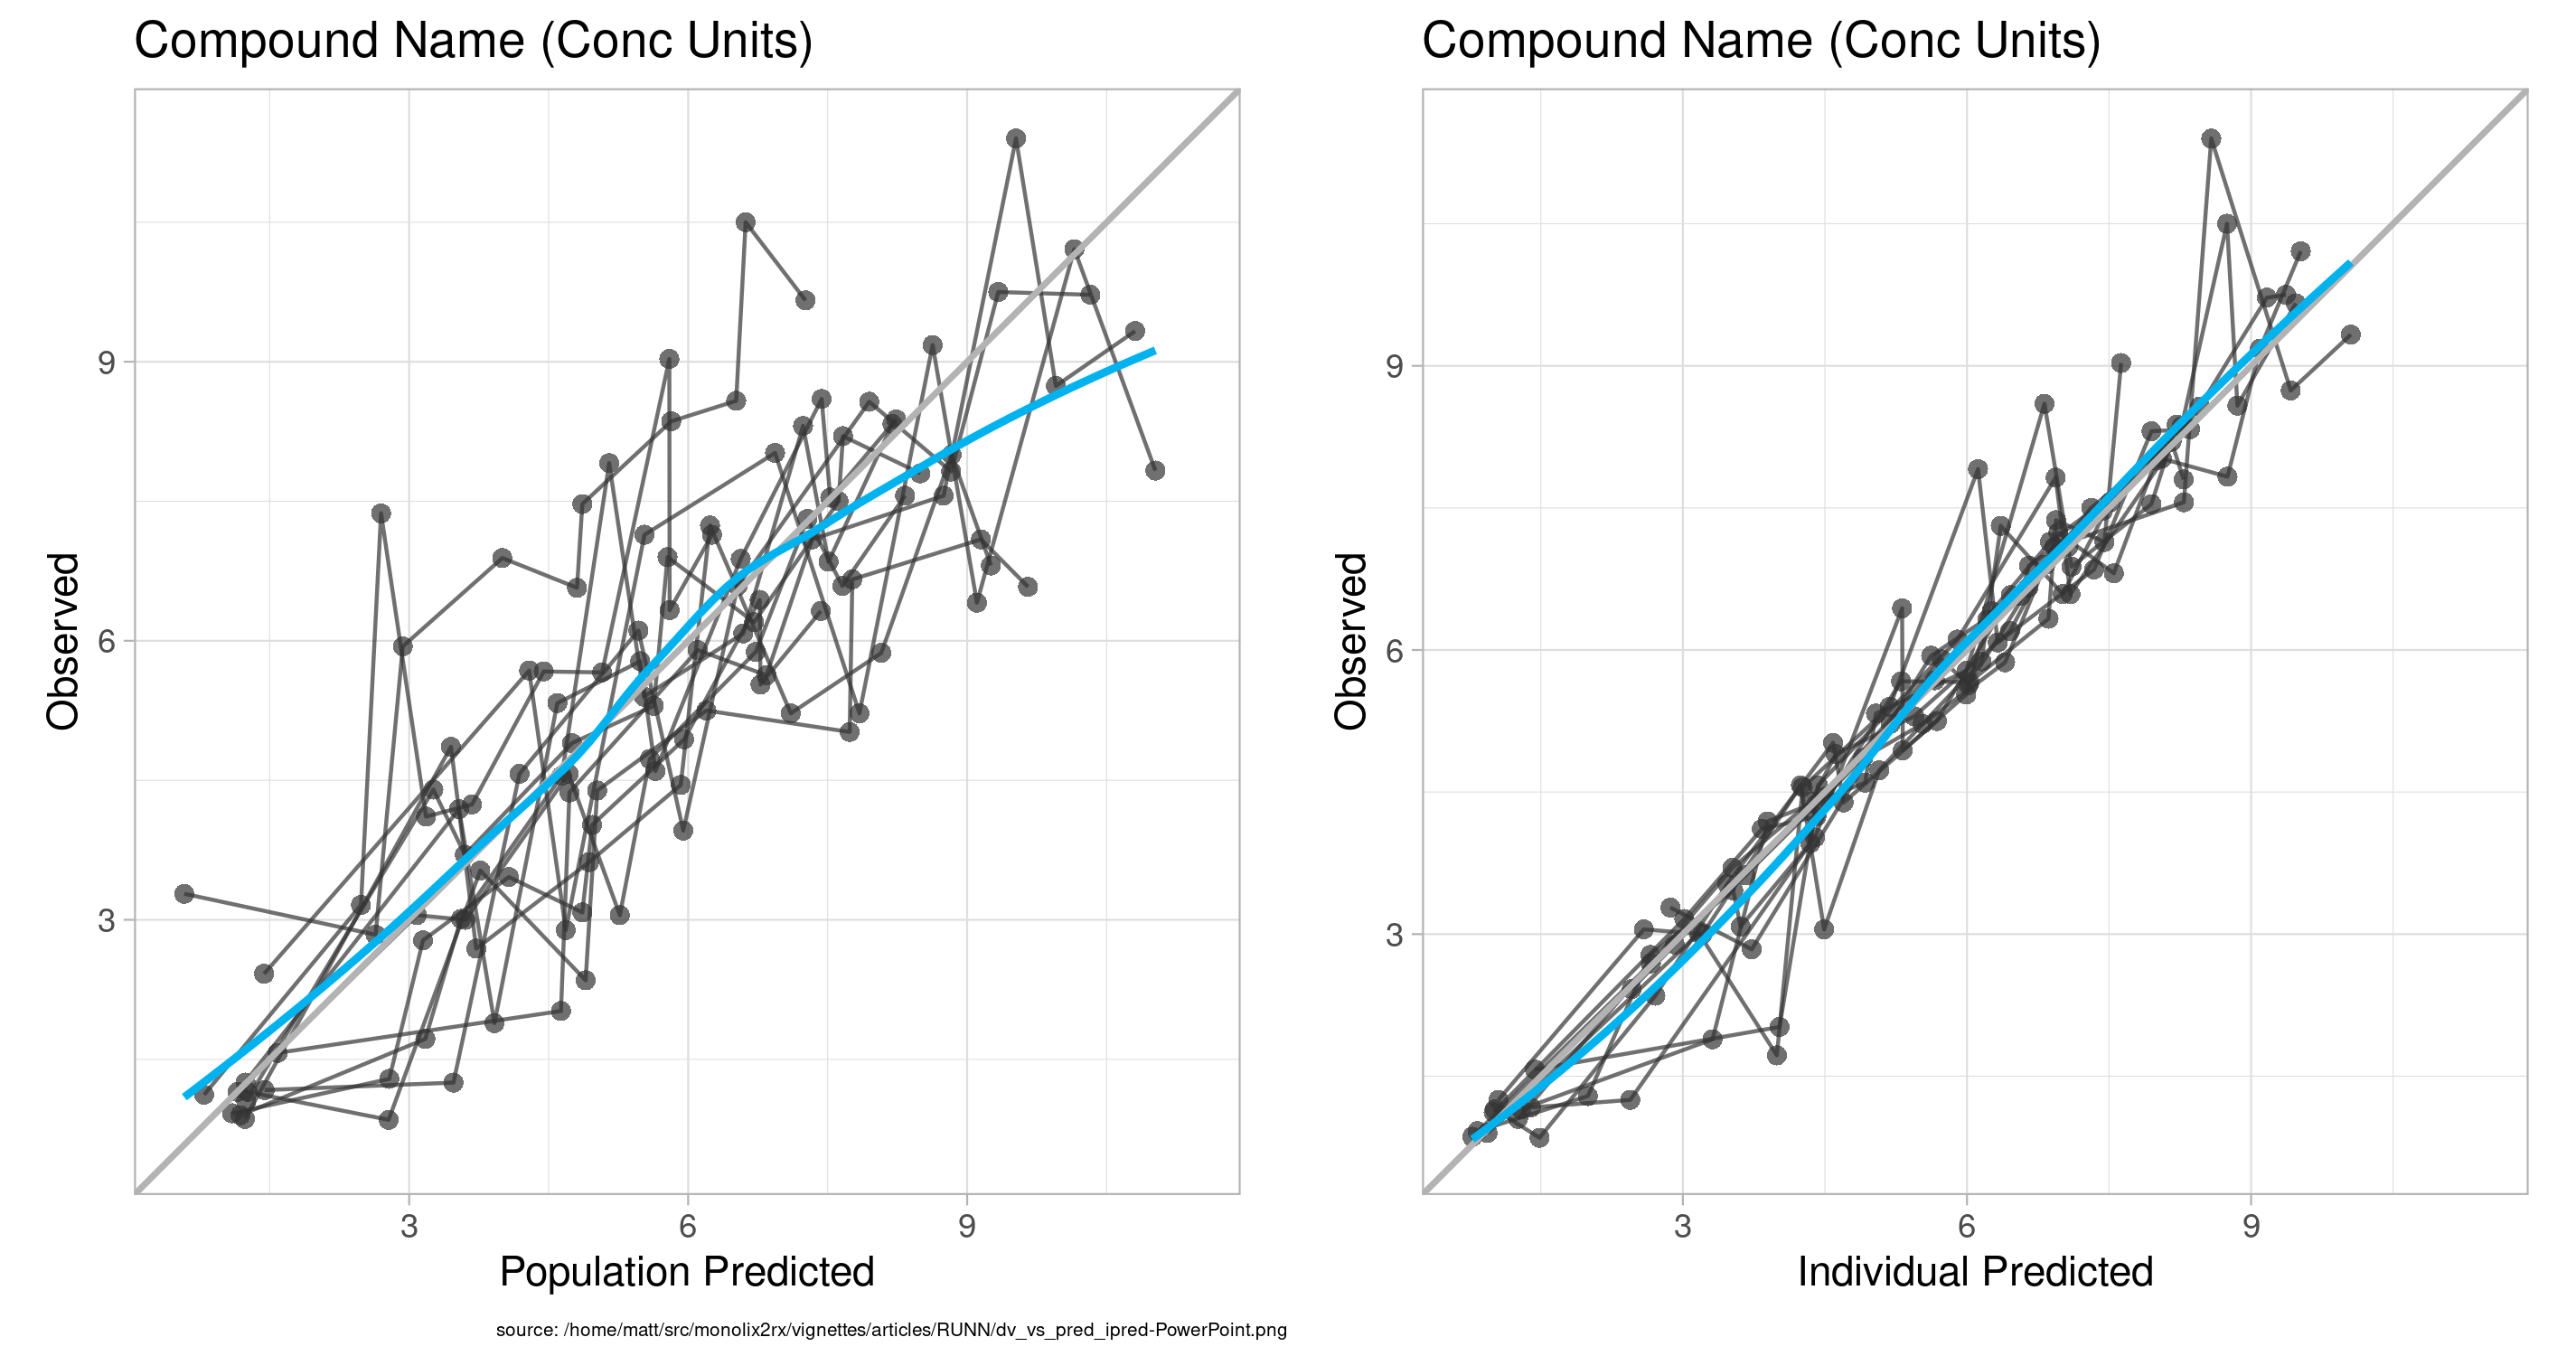 Compound Name (Conc Units)
Observed
9
6
3
3 6 9
Population Predicted
Compound Name (Conc Units)
Observed
9
6
3
3 6 9
Individual Predicted
source: /home/matt/src/monolix2rx/vignettes/articles/RUNN/dv_vs_pred_ipred-PowerPoint.png